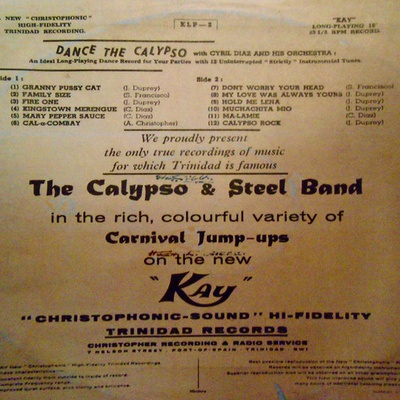 A NEW "CHRISTOPHONIC"
HIGH-FIDELITY
TRINIDAD RECORDING.
KLP—2
"KAY"
LONG-PLAYING 10"
33 1/3 RPM RECORD
DANCE THE CALYPSO with CYRIL DIAZ AND HIS ORCHESTRA:
An Ideal Long-Playing Dance Record for Your Parties with 12 Uninterrupted "Strictly" Instrumental Tunes.
Side 1:
1) GRANNY PUSSY CAT (J. Duprey)
2) FAMILY SIZE (C. Francisco)
3) FIRE ONE (J. Duprey)
4) KINGSTOWN MERENGUE (C. Diaz)
5) MARY PEPPER SAUCE (C. Diaz)
6) CAL-a-COMBAY (A. Christopher)
Side 2:
7) DONT WORRY YOUR HEAD (S. Francisco)
8) MY LOVE WAS ALWAYS YOURS (J. Duprey)
9) HOLD ME LENA (J. Duprey)
10) MUCHACHITA MIO (C. Diaz)
11) MA-LAMIE (C. Diaz)
12) CALYPSO ROCK (J. Duprey)
We proudly present
the only true recordings of music
for which Trinidad is famous
The Calypso & Steel Band
in the rich, colourful variety of
Carnival Jump-ups
on the new
"Kay"
"CHRISTOPHONIC-SOUND" HI-FIDELITY
TRINIDAD RECORDS
CHRISTOPHER RECORDING & RADIO SERVICE
7 NELSON STREET, PORT-OF-SPAIN TRINIDAD, BWI